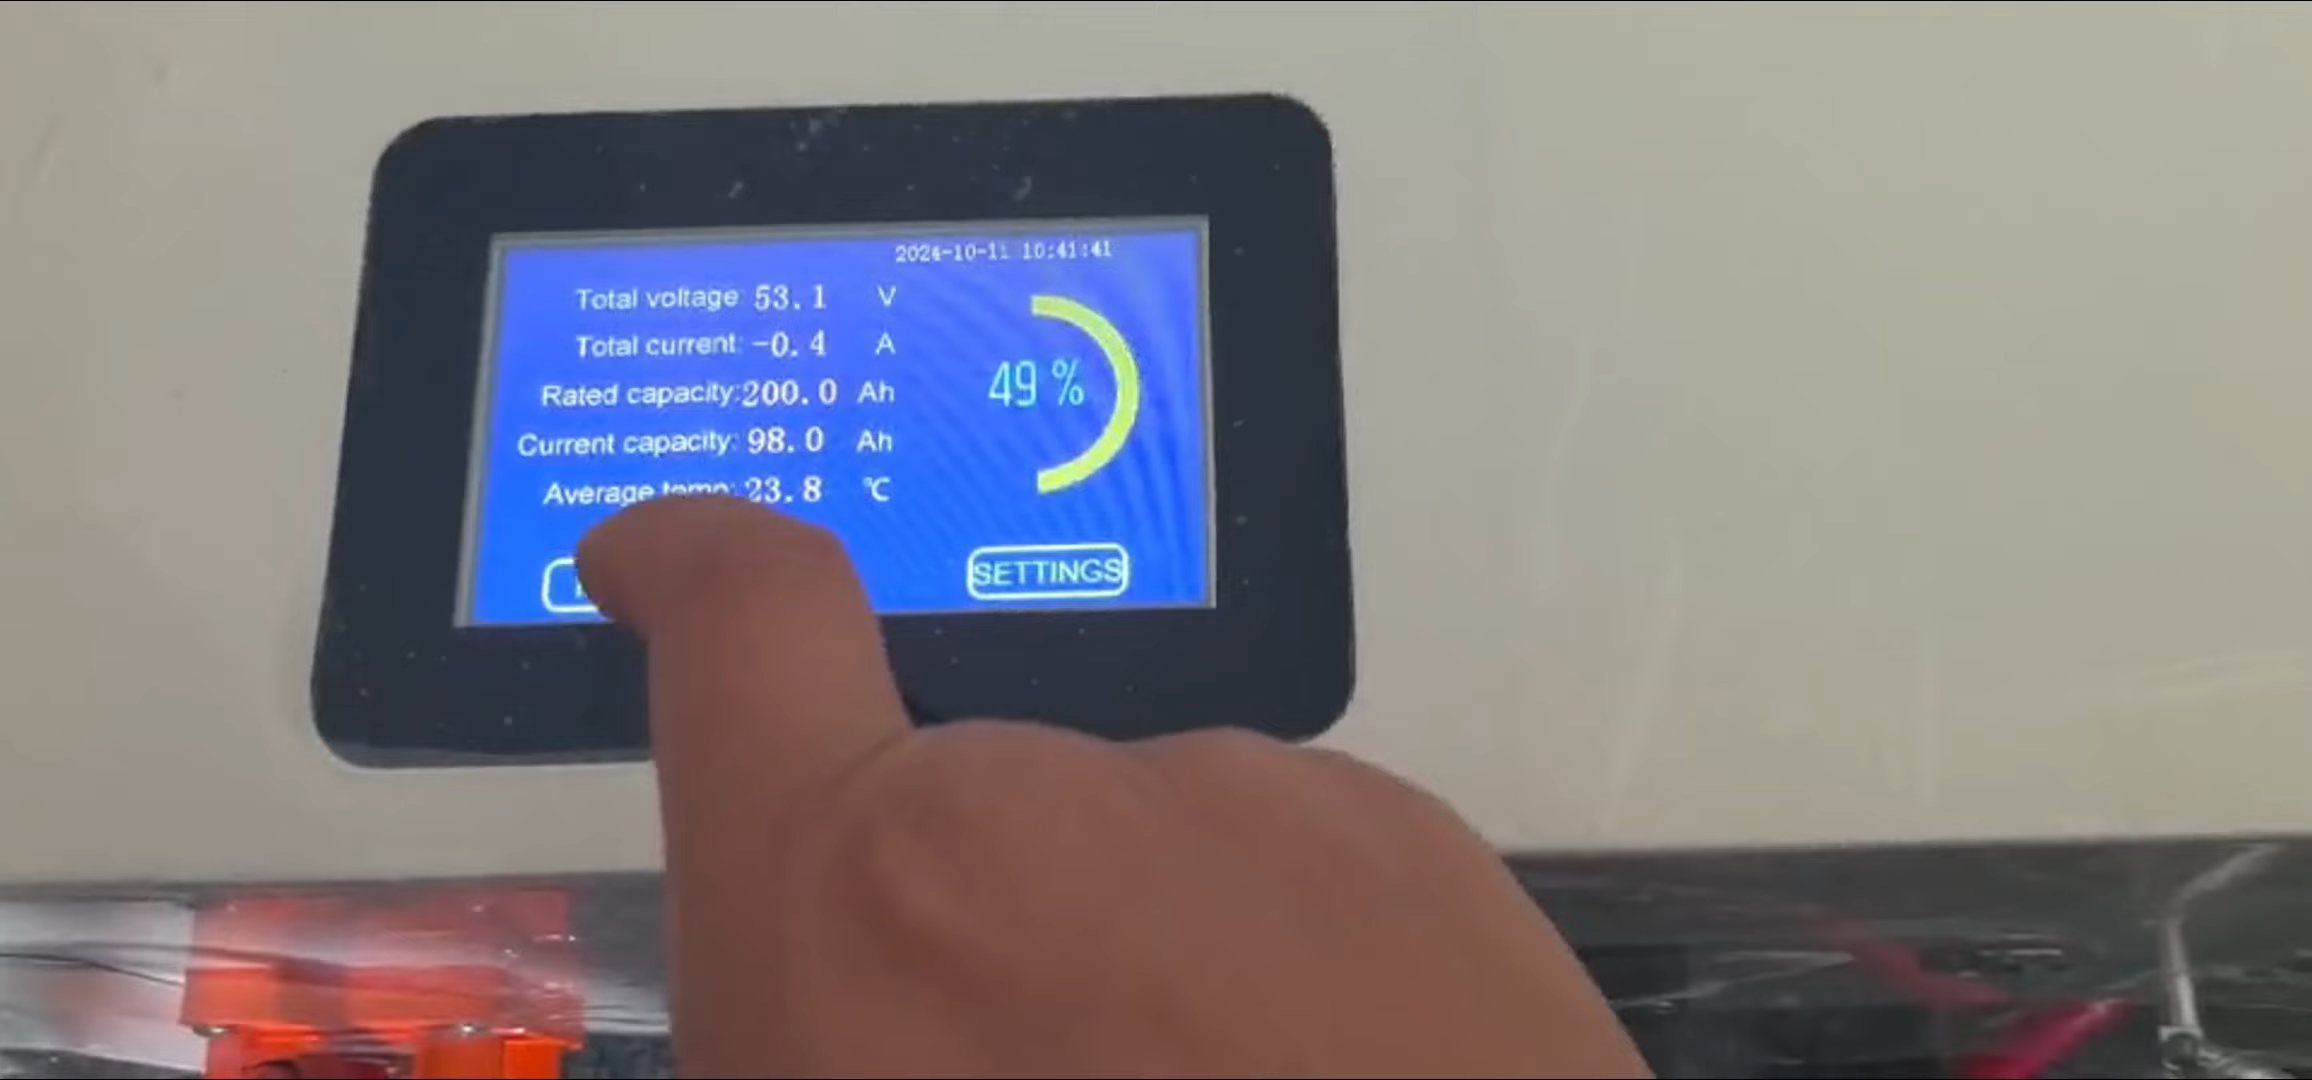 2024-10-11 10:41:41
Total voltage: 53.1 V
Total current: -0.4 A
Rated capacity: 200.0 Ah
Current capacity: 98.0 Ah
49 %
Average temp: 23.8 ℃
SETTINGS